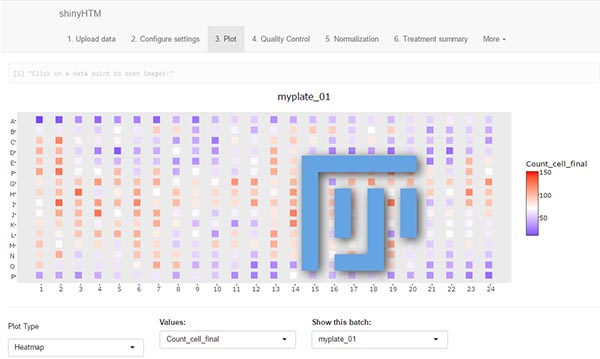 shinyHTM
1. Upload data 2. Configure settings 3. Plot 4. Quality Control 5. Normalization 6. Treatment summary More
[1] "Click on a data point to open images!"
myplate_01
A
B
C
D
E
F
G
H
I
J
K
L
M
N
O
P
1 2 3 4 5 6 7 8 9 10 11 12 13 14 15 16 17 18 19 20 21 22 23 24
Count_cell_final
150
100
50
Plot Type
Heatmap
Values:
Count_cell_final
Show this batch:
myplate_01